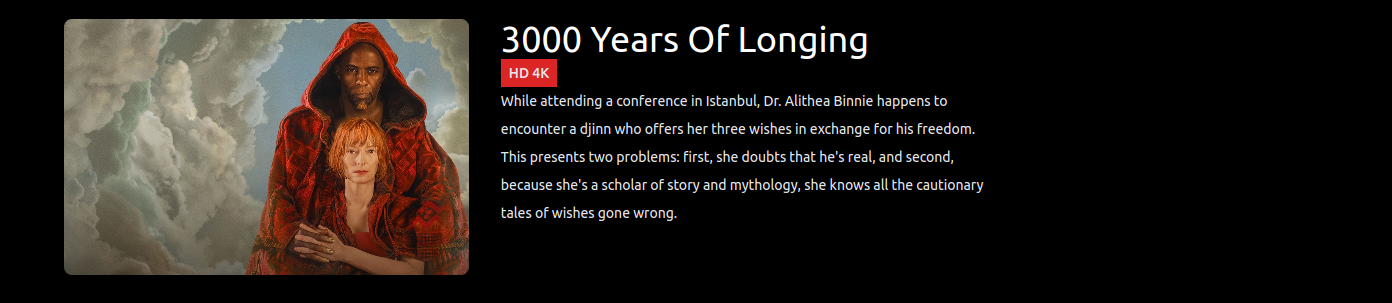 3000 Years Of Longing
HD 4K
While attending a conference in Istanbul, Dr. Alithea Binnie happens to
encounter a djinn who offers her three wishes in exchange for his freedom.
This presents two problems: first, she doubts that he's real, and second,
because she's a scholar of story and mythology, she knows all the cautionary
tales of wishes gone wrong.